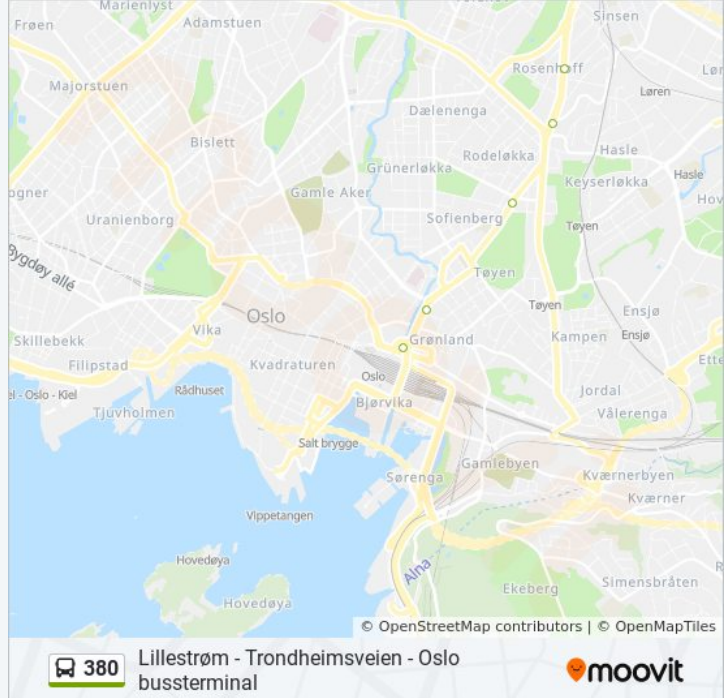 Marienlyst
Frøen
Adamstuen
Sinsen
Majorstuen
Rosenhoff
Løren
Dælenenga
Bislett
Grünerløkka
Rodeløkka
Hasle
Hasle
Keyserløkka
Gamle Aker
Uranienborg
Sofienberg
Tøyen
Bygdøy allé
Tøyen
Tøyen
Oslo
Ensjø
Vika
Grønland
Kampen
Ensjø
Skillebekk
Filipstad
Kvadraturen
Oslo
Rådhuset
Jordal
el - Oslo - Kiel
Bjørvika
Tjuvholmen
Vålerenga
Salt brygge
Gamlebyen
Sørenga
Kværnerbyen
Kværner
Vippetangen
Hovedøya
Alna
Hovedøya
Ekeberg
Simensbråten
© OpenStreetMap contributors | © OpenMapTiles
380
Lillestrøm - Trondheimsveien - Oslo
bussterminal
moovit